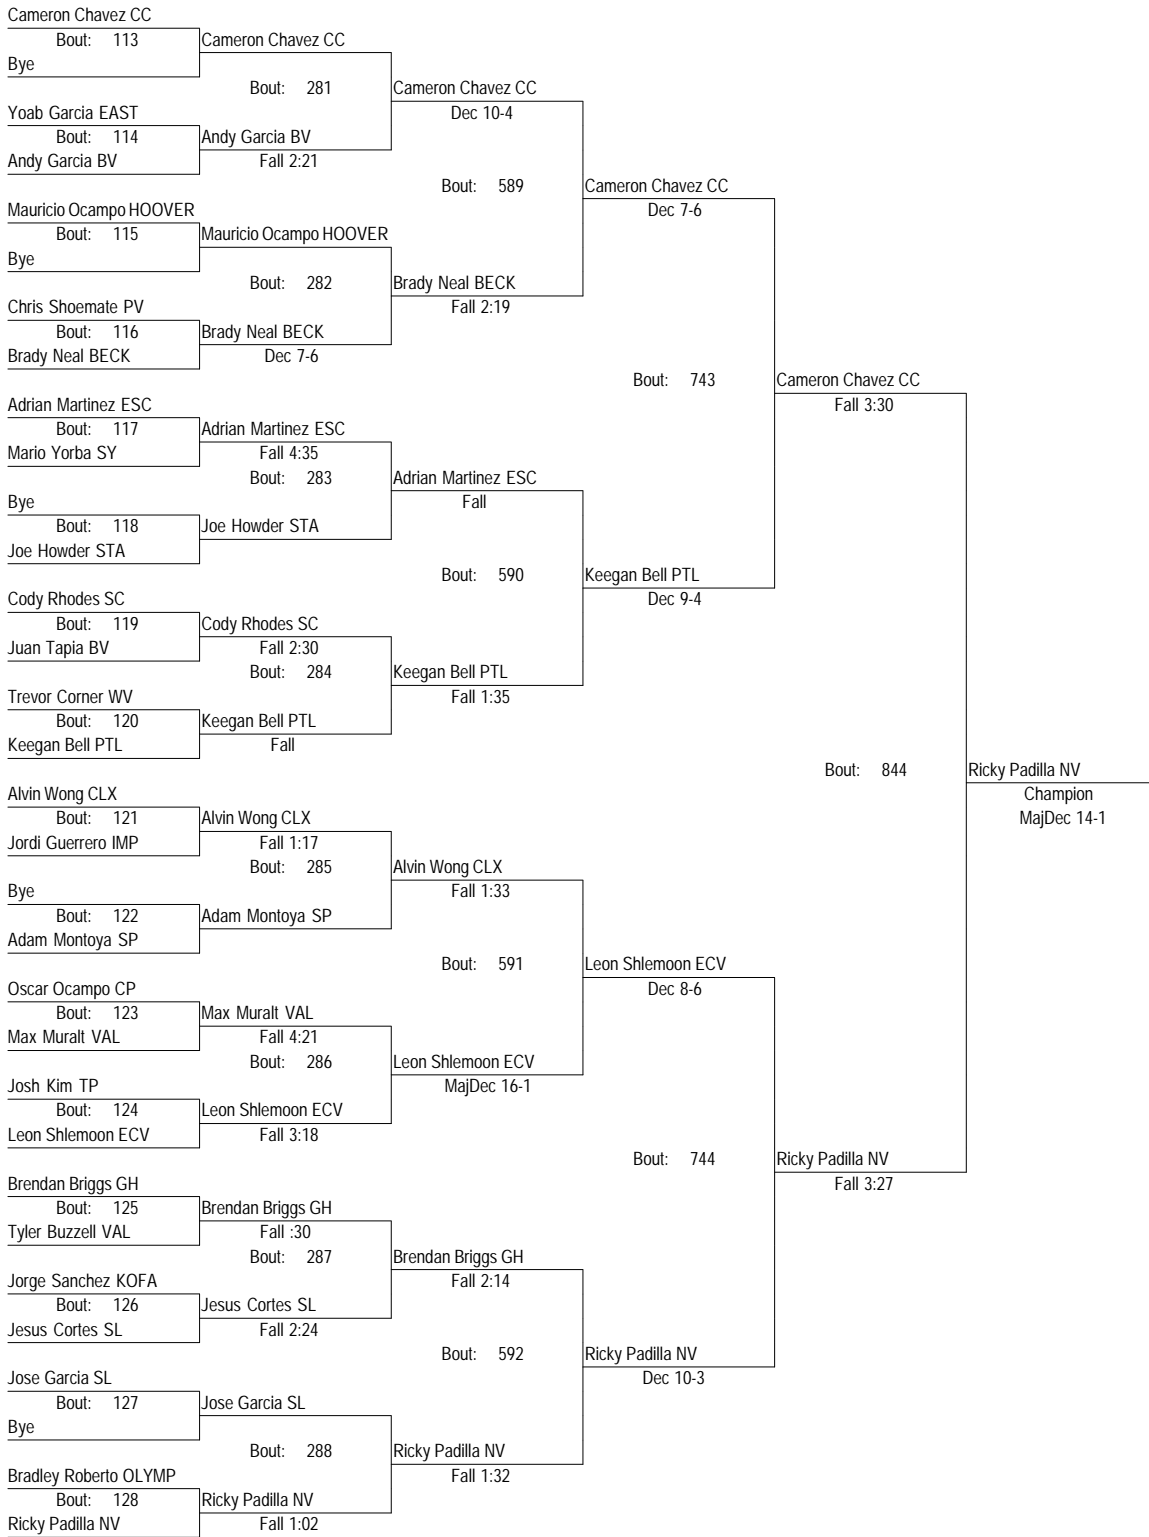 Cameron Chavez CC
Bout: 113
Cameron Chavez CC
Bye
Bout: 281
Cameron Chavez CC
Yoab Garcia EAST
Dec 10-4
Bout: 114
Andy Garcia BV
Andy Garcia BV
Fall 2:21
Bout: 589
Cameron Chavez CC
Mauricio Ocampo HOOVER
Dec 7-6
Bout: 115
Mauricio Ocampo HOOVER
Bye
Bout: 282
Brady Neal BECK
Chris Shoemate PV
Fall 2:19
Bout: 116
Brady Neal BECK
Brady Neal BECK
Dec 7-6
Bout: 743
Cameron Chavez CC
Adrian Martinez ESC
Fall 3:30
Bout: 117
Adrian Martinez ESC
Mario Yorba SY
Fall 4:35
Bout: 283
Adrian Martinez ESC
Bye
Fall
Bout: 118
Joe Howder STA
Joe Howder STA
Bout: 590
Keegan Bell PTL
Cody Rhodes SC
Dec 9-4
Bout: 119
Cody Rhodes SC
Juan Tapia BV
Fall 2:30
Bout: 284
Keegan Bell PTL
Trevor Corner WV
Fall 1:35
Bout: 120
Keegan Bell PTL
Keegan Bell PTL
Fall
Bout: 844
Ricky Padilla NV
Alvin Wong CLX
Champion
Bout: 121
Alvin Wong CLX
MajDec 14-1
Jordi Guerrero IMP
Fall 1:17
Bout: 285
Alvin Wong CLX
Bye
Fall 1:33
Bout: 122
Adam Montoya SP
Adam Montoya SP
Bout: 591
Leon Shlemoon ECV
Oscar Ocampo CP
Dec 8-6
Bout: 123
Max Muralt VAL
Max Muralt VAL
Fall 4:21
Bout: 286
Leon Shlemoon ECV
Josh Kim TP
MajDec 16-1
Bout: 124
Leon Shlemoon ECV
Leon Shlemoon ECV
Fall 3:18
Bout: 744
Ricky Padilla NV
Brendan Briggs GH
Fall 3:27
Bout: 125
Brendan Briggs GH
Tyler Buzzell VAL
Fall :30
Bout: 287
Brendan Briggs GH
Jorge Sanchez KOFA
Fall 2:14
Bout: 126
Jesus Cortes SL
Jesus Cortes SL
Fall 2:24
Bout: 592
Ricky Padilla NV
Jose Garcia SL
Dec 10-3
Bout: 127
Jose Garcia SL
Bye
Bout: 288
Ricky Padilla NV
Bradley Roberto OLYMP
Fall 1:32
Bout: 128
Ricky Padilla NV
Ricky Padilla NV
Fall 1:02